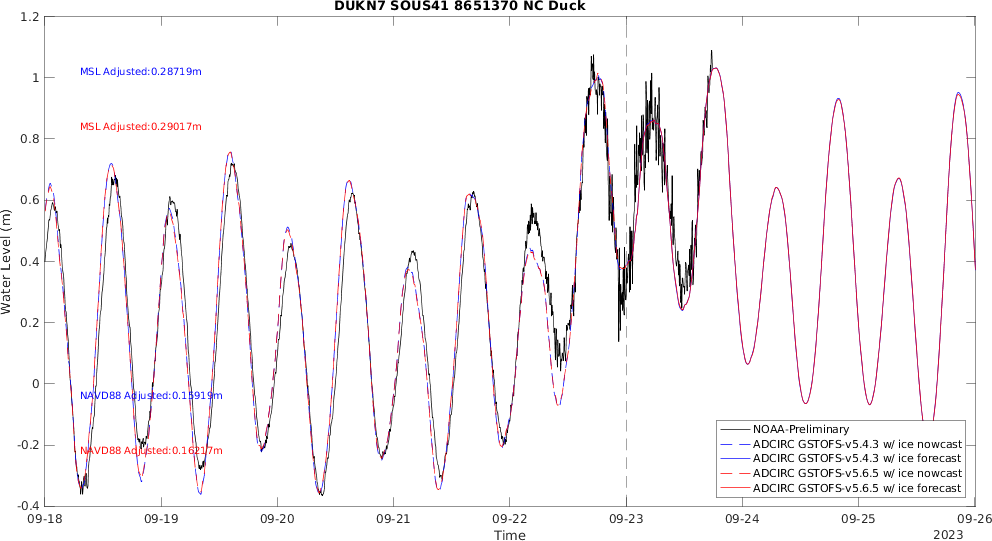 DUKN7 SOUS41 8651370 NC Duck
1.2
1
0.8
0.6
0.4
0.2
0
-0.2
-0.4
Water Level (m)
MSL Adjusted:0.28719m
MSL Adjusted:0.29017m
NAVD88 Adjusted:0.15919m
NAVD88 Adjusted:0.16217m
NOAA-Preliminary
ADCIRC GSTOFS-v5.4.3 w/ ice nowcast
ADCIRC GSTOFS-v5.4.3 w/ ice forecast
ADCIRC GSTOFS-v5.6.5 w/ ice nowcast
ADCIRC GSTOFS-v5.6.5 w/ ice forecast
09-18 09-19 09-20 09-21 09-22 09-23 09-24 09-25 09-26
Time
2023